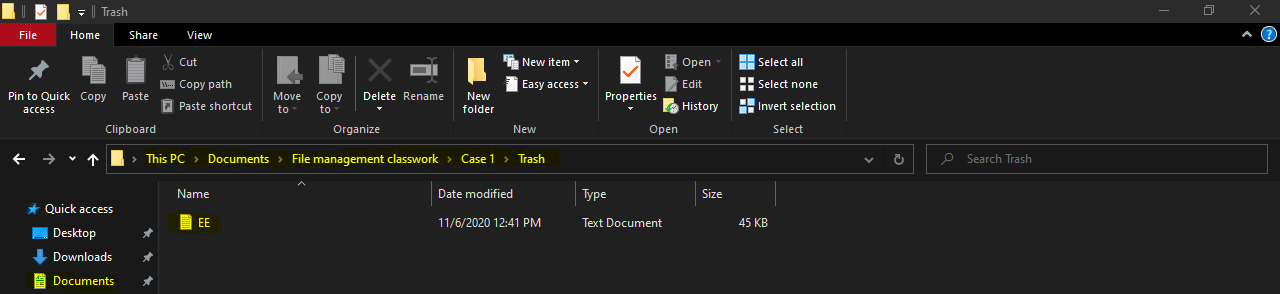 Trash
File Home Share View
Pin to Quick access
Copy
Paste
Cut
Copy path
Paste shortcut
Clipboard
Move to
Copy to
Delete
Rename
Organize
New folder
New item
Easy access
New
Properties
Open
Edit
History
Open
Select all
Select none
Invert selection
Select
This PC > Documents > File management classwork > Case 1 > Trash
Search Trash
Name Date modified Type Size
Quick access
Desktop
Downloads
Documents
EE 11/6/2020 12:41 PM Text Document 45 KB